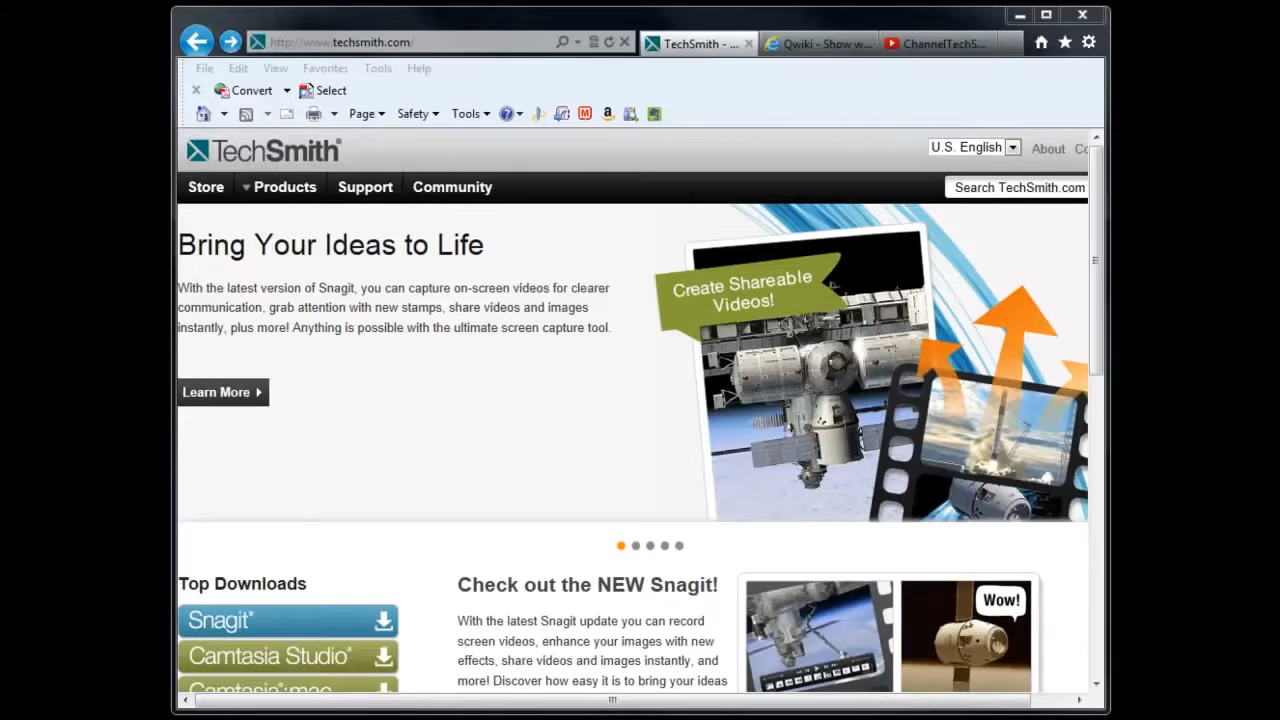 http://www.techsmith.com/
TechSmith - ...
Qwiki - Show w...
ChannelTechS...
File Edit View Favorites Tools Help
Convert Select
Page Safety Tools
TechSmith®
U.S. English
About
Store Products Support Community
Search TechSmith.com
Bring Your Ideas to Life
With the latest version of Snagit, you can capture on-screen videos for clearer
communication, grab attention with new stamps, share videos and images
instantly, plus more! Anything is possible with the ultimate screen capture tool.
Learn More
Create Shareable
Videos!
Top Downloads
Snagit®
Camtasia Studio®
Camtasia:mac
Check out the NEW Snagit!
With the latest Snagit update you can record
screen videos, enhance your images with new
effects, share videos and images instantly, and
more! Discover how easy it is to bring your ideas
Wow!